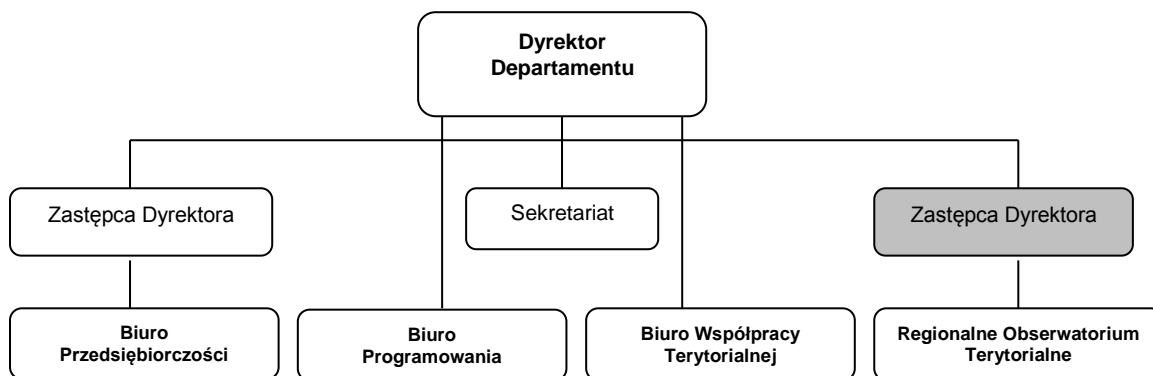 Dyrektor
Departamentu
Zastępca Dyrektora
Sekretariat
Zastępca Dyrektora
Biuro
Przedsiębiorczości
Biuro
Programowania
Biuro Współpracy
Terytorialnej
Regionalne Obserwatorium
Terytorialne